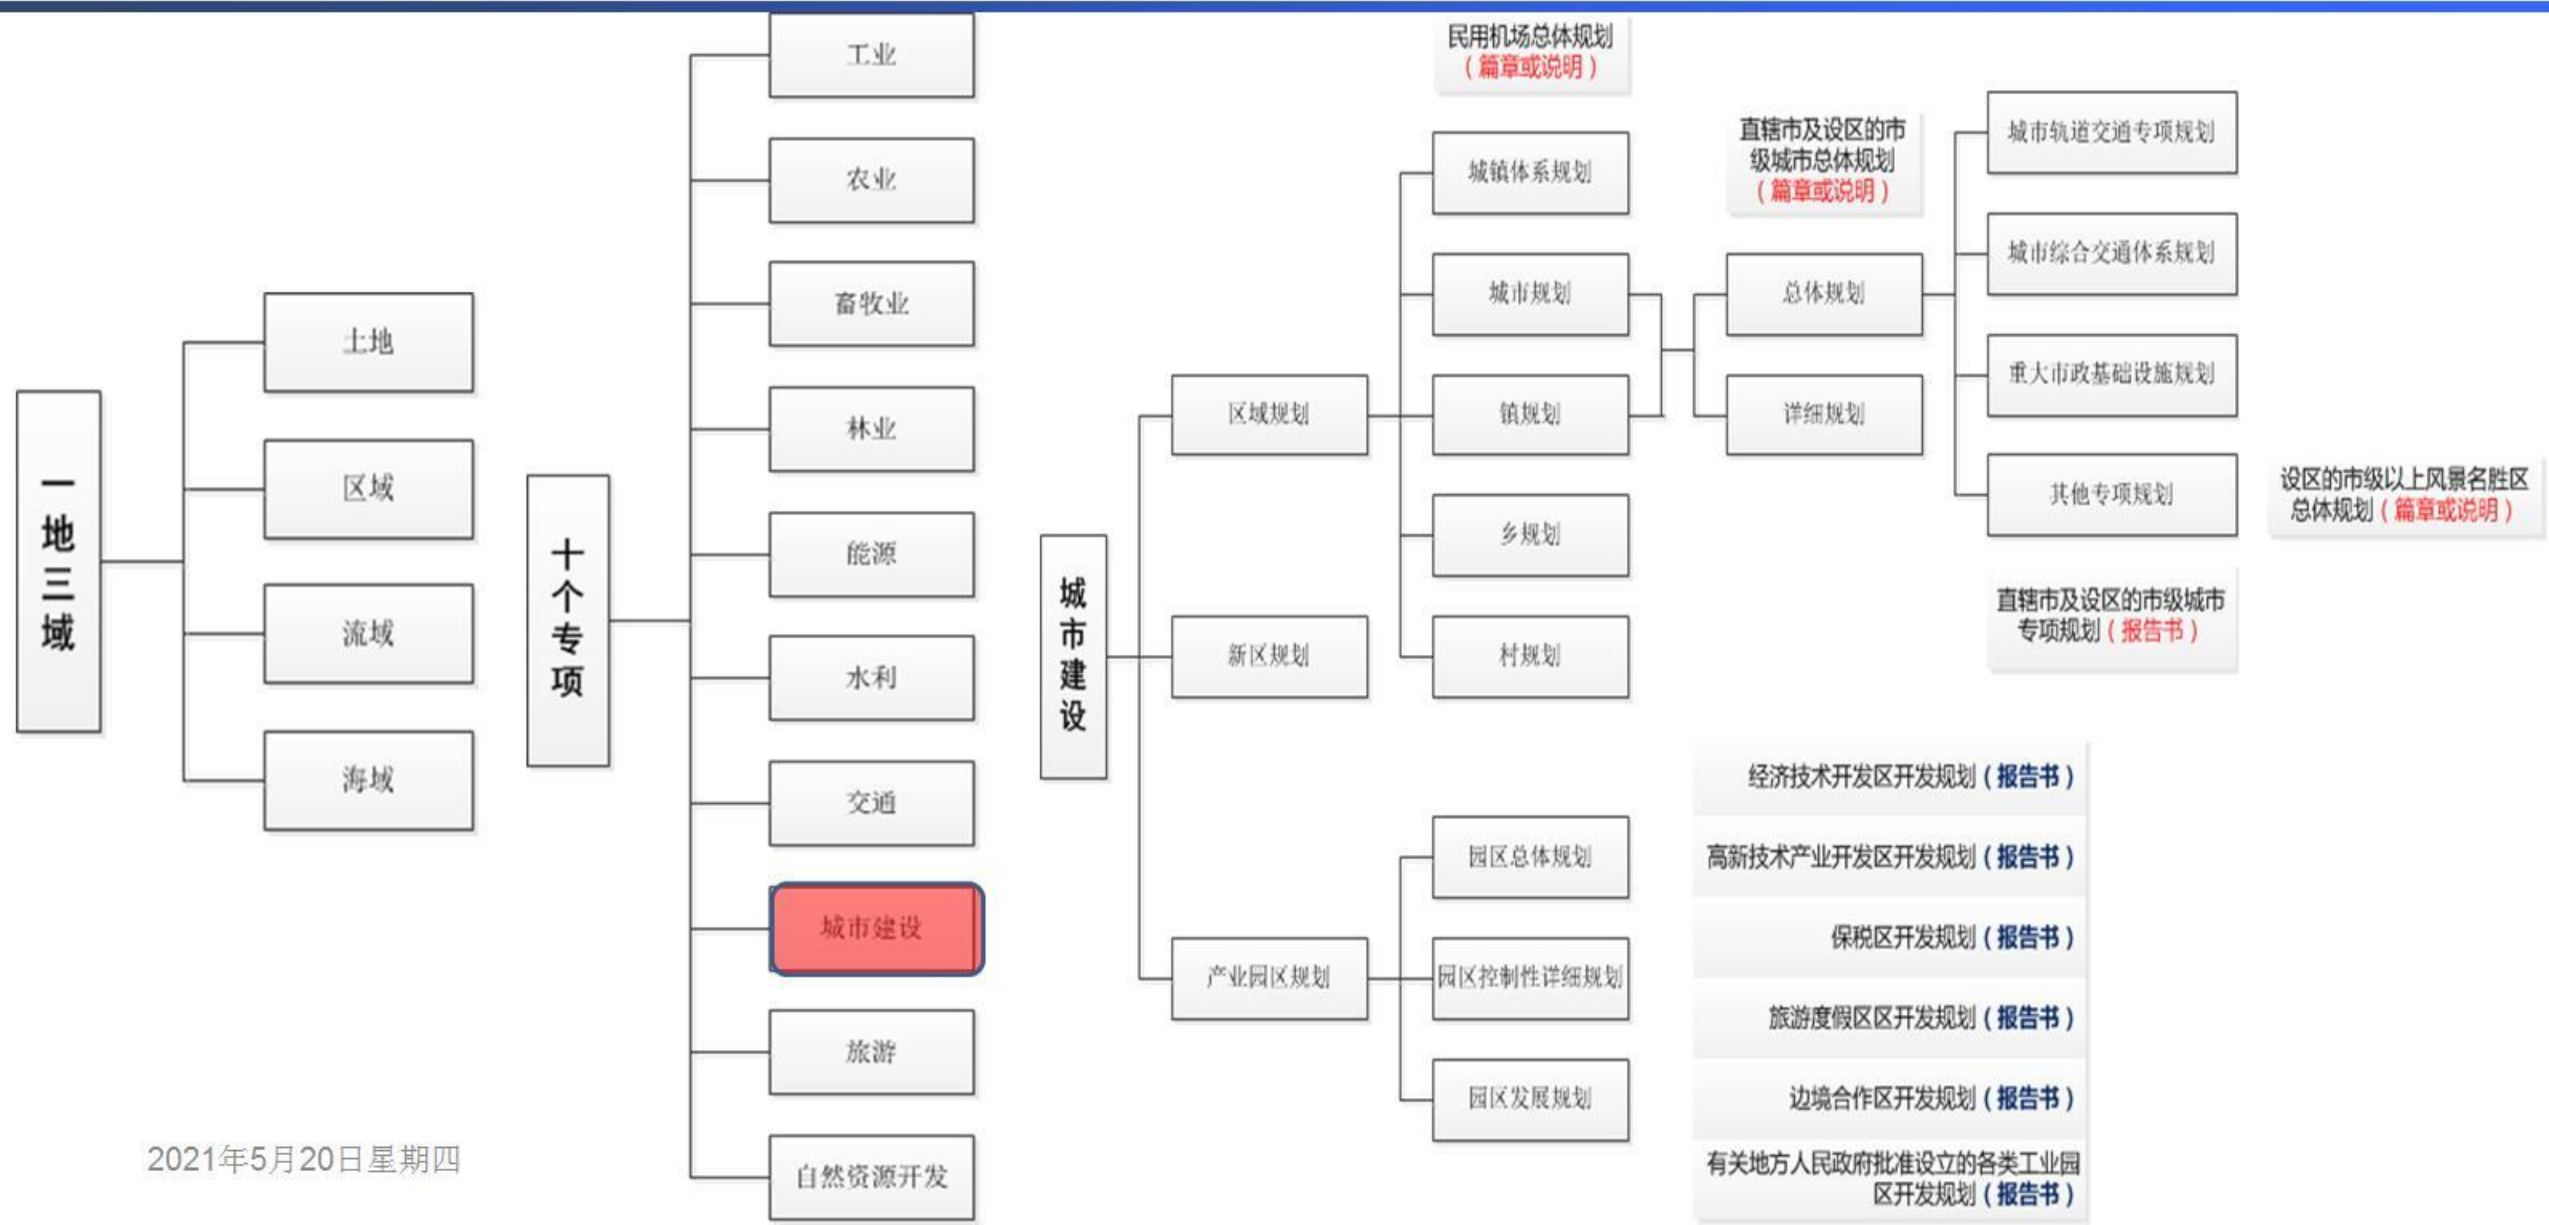 一
地
三
域
土地
区域
流域
海域
十
个
专
项
工业
农业
畜牧业
林业
能源
水利
交通
城市建设
旅游
自然资源开发
城
市
建
设
区域规划
新区规划
产业园区规划
民用机场总体规划
（篇章或说明）
城镇体系规划
城市规划
镇规划
乡规划
村规划
直辖市及设区的市
级城市总体规划
（篇章或说明）
总体规划
详细规划
城市轨道交通专项规划
城市综合交通体系规划
重大市政基础设施规划
其他专项规划
设区的市级以上风景名胜区
总体规划（篇章或说明）
直辖市及设区的市级城市
专项规划（报告书）
园区总体规划
园区控制性详细规划
园区发展规划
经济技术开发区开发规划（报告书）
高新技术产业开发区开发规划（报告书）
保税区开发规划（报告书）
旅游度假区区开发规划（报告书）
边境合作区开发规划（报告书）
有关地方人民政府批准设立的各类工业园
区开发规划（报告书）
2021年5月20日星期四